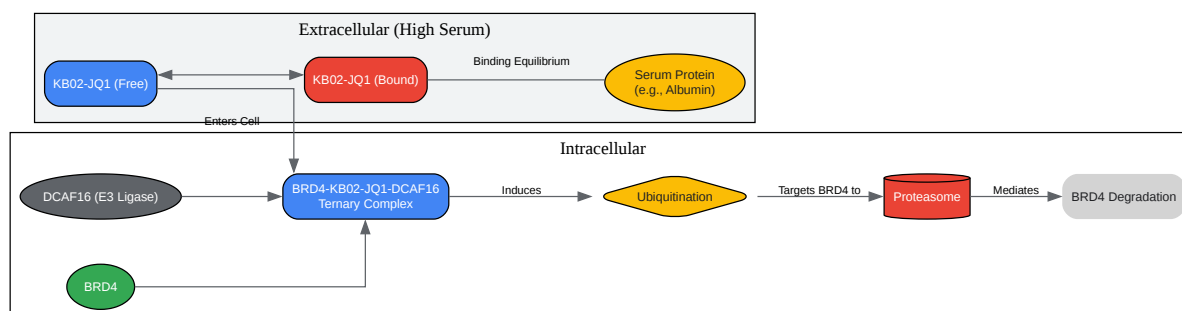 Extracellular (High Serum)
KB02-JQ1 (Free)
KB02-JQ1 (Bound)
Binding Equilibrium
Serum Protein
(e.g., Albumin)
Enters Cell
Intracellular
DCAF16 (E3 Ligase)
BRD4-KB02-JQ1-DCAF16
Ternary Complex
Induces
Ubiquitination
Targets BRD4 to
Proteasome
Mediates
BRD4 Degradation
BRD4